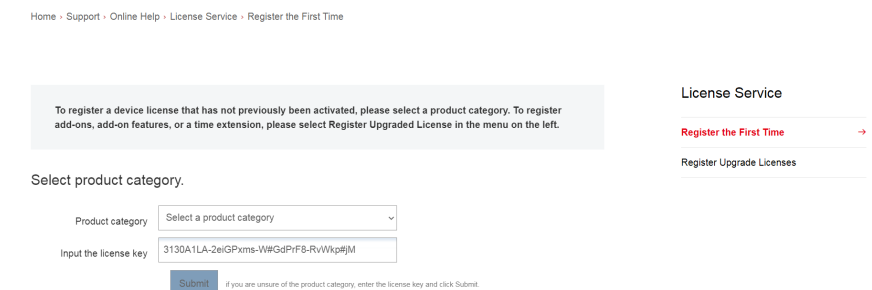 Home › Support › Online Help › License Service › Register the First Time
To register a device license that has not previously been activated, please select a product category. To register
add-ons, add-on features, or a time extension, please select Register Upgraded License in the menu on the left.
License Service
Register the First Time →
Register Upgrade Licenses
Select product category.
Product category Select a product category
Input the license key 3130A1LA-2eiGPxms-W#GdPrF8-RvWkp#jM
Submit if you are unsure of the product category, enter the license key and click Submit.